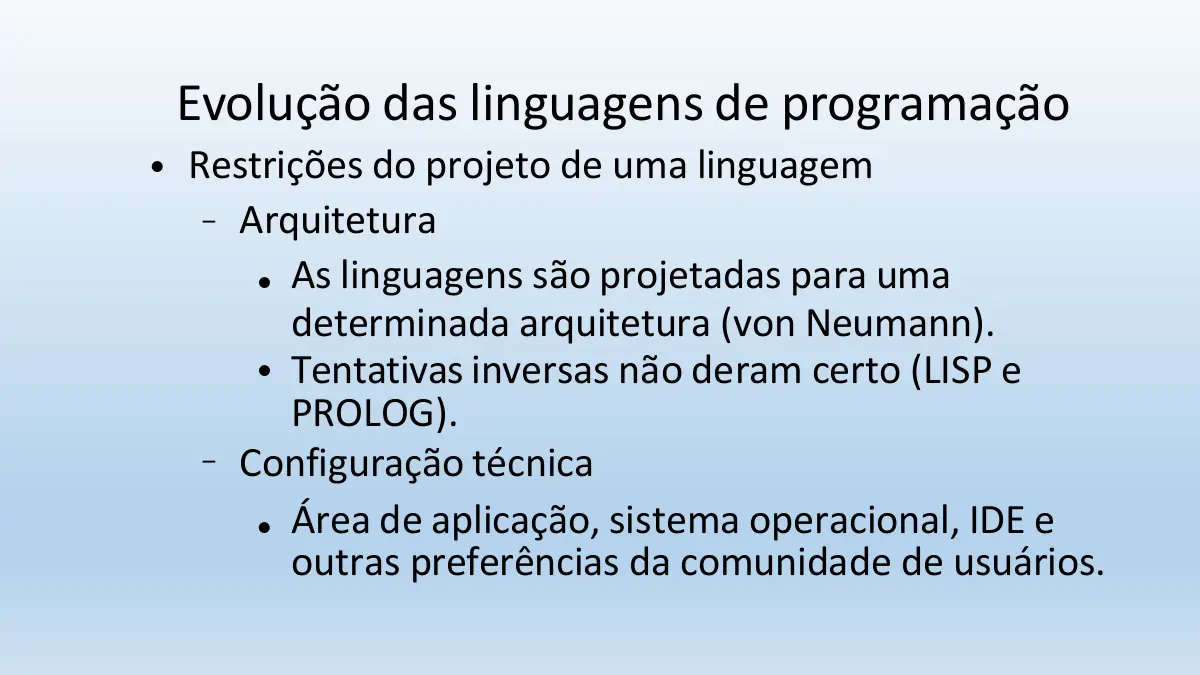 Evolução das linguagens de programação
• Restrições do projeto de uma linguagem
– Arquitetura
• As linguagens são projetadas para uma
determinada arquitetura (von Neumann).
• Tentativas inversas não deram certo (LISP e
PROLOG).
– Configuração técnica
• Área de aplicação, sistema operacional, IDE e
outras preferências da comunidade de usuários.